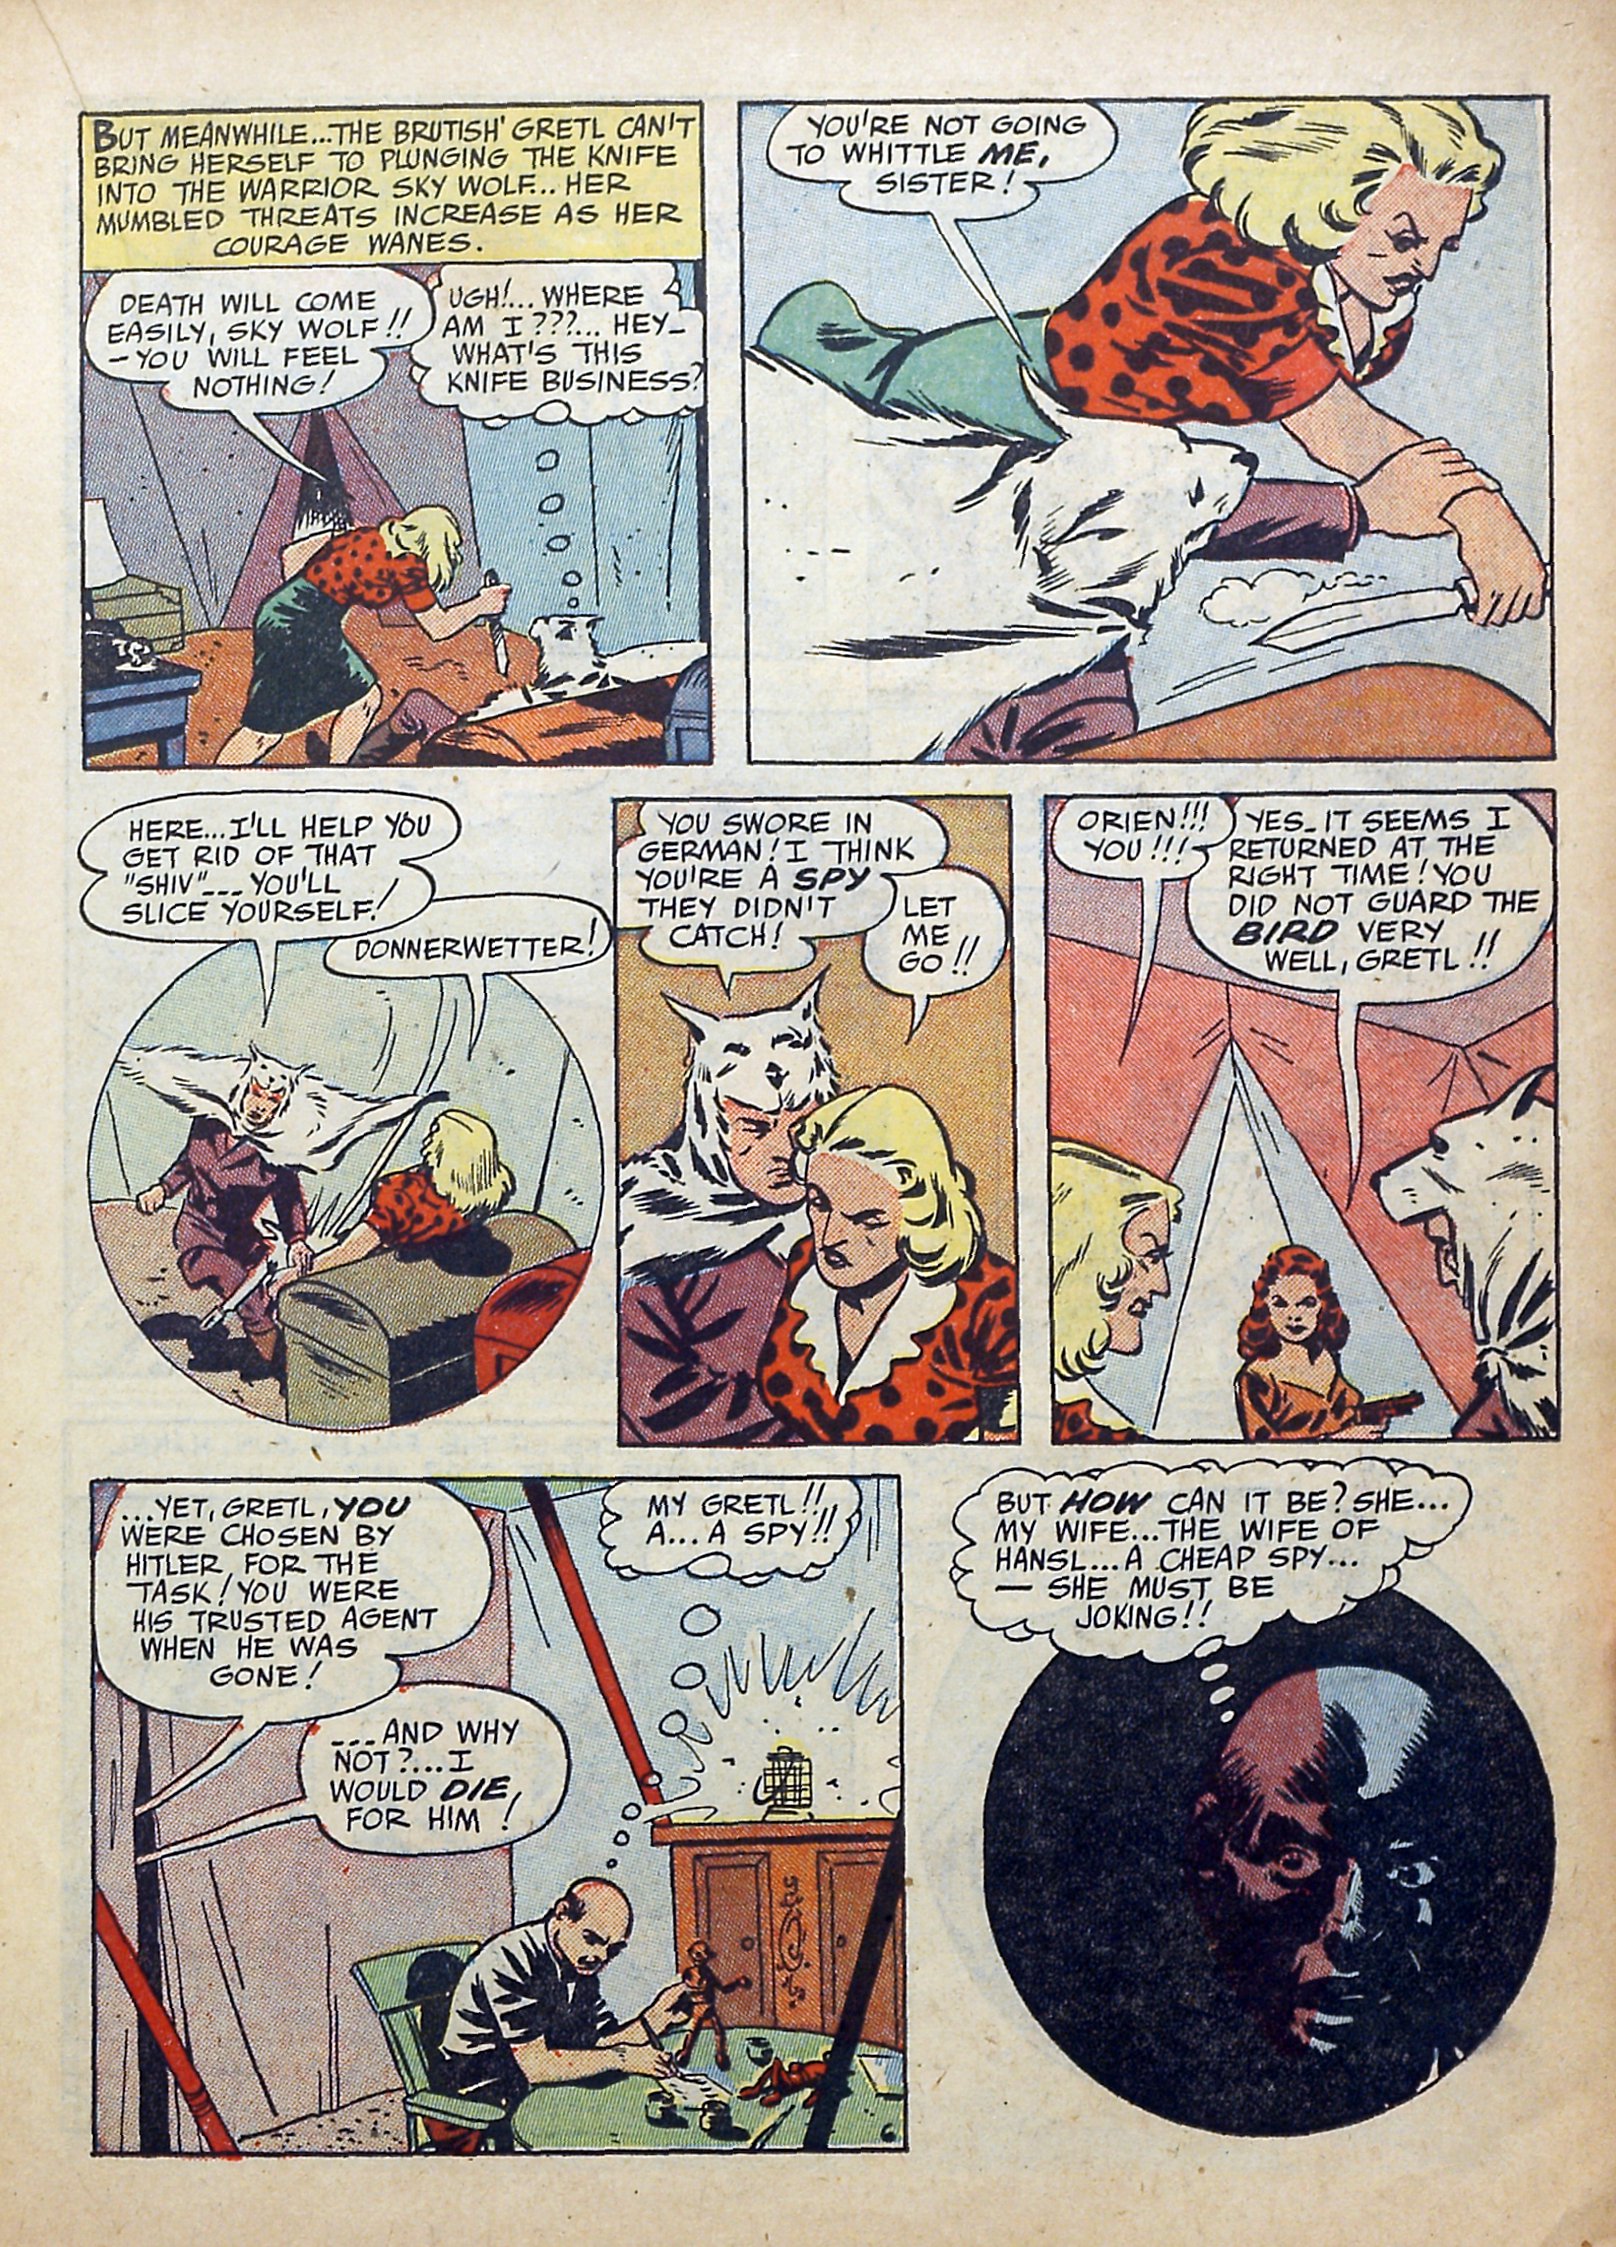 BUT MEANWHILE...THE BRUTISH' GRETL CAN'T
BRING HERSELF TO PLUNGING THE KNIFE
INTO THE WARRIOR SKY WOLF... HER
MUMBLED THREATS INCREASE AS HER
COURAGE WANES.
DEATH WILL COME
EASILY, SKY WOLF!!
-YOU WILL FEEL
NOTHING!
UGH!... WHERE
AM I ???... HEY-
WHAT'S THIS
KNIFE BUSINESS?
YOU'RE NOT GOING
TO WHITTLE ME,
SISTER!
HERE...I'LL HELP YOU
GET RID OF THAT
"SHIV"--- YOU'LL
SLICE YOURSELF!
DONNERWETTER!
YOU SWORE IN
GERMAN! I THINK
YOU'RE A SPY
THEY DIDN'T
CATCH!
LET
ME
GO!!
ORIEN!!!
YOU!!!
YES-IT SEEMS I
RETURNED AT THE
RIGHT TIME! YOU
DID NOT GUARD THE
BIRD VERY
WELL, GRETL!!
...YET, GRETL, YOU
WERE CHOSEN BY
HITLER FOR THE
TASK! YOU WERE
HIS TRUSTED AGENT
WHEN HE WAS
GONE!
---AND WHY
NOT?...I
WOULD DIE
FOR HIM!
MY GRETL!!
A...A SPY!!
6
BUT HOW CAN IT BE? SHE...
MY WIFE...THE WIFE OF
HANSL...A CHEAP SPY...
— SHE MUST BE
JOKING!!